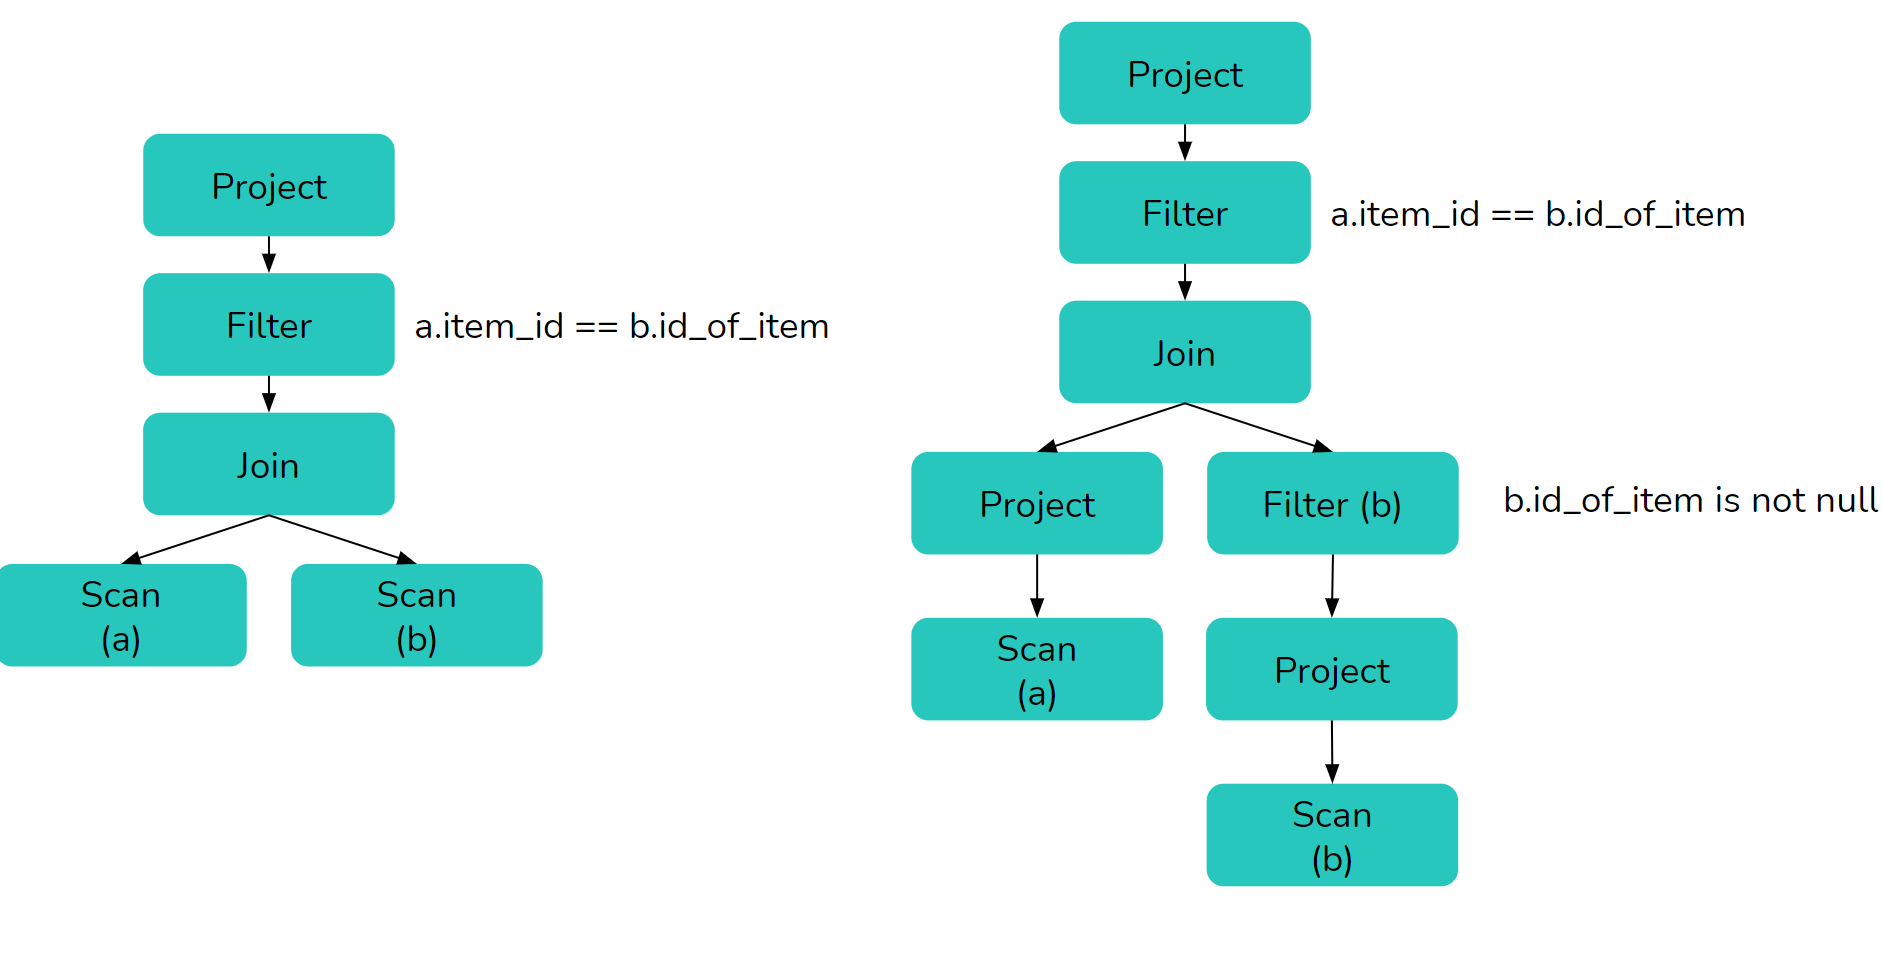 Project
Filter
a.item_id == b.id_of_item
Join
Scan
(a)
Scan
(b)
Project
Filter
a.item_id == b.id_of_item
Join
Project
Filter (b)
b.id_of_item is not null
Scan
(a)
Project
Scan
(b)